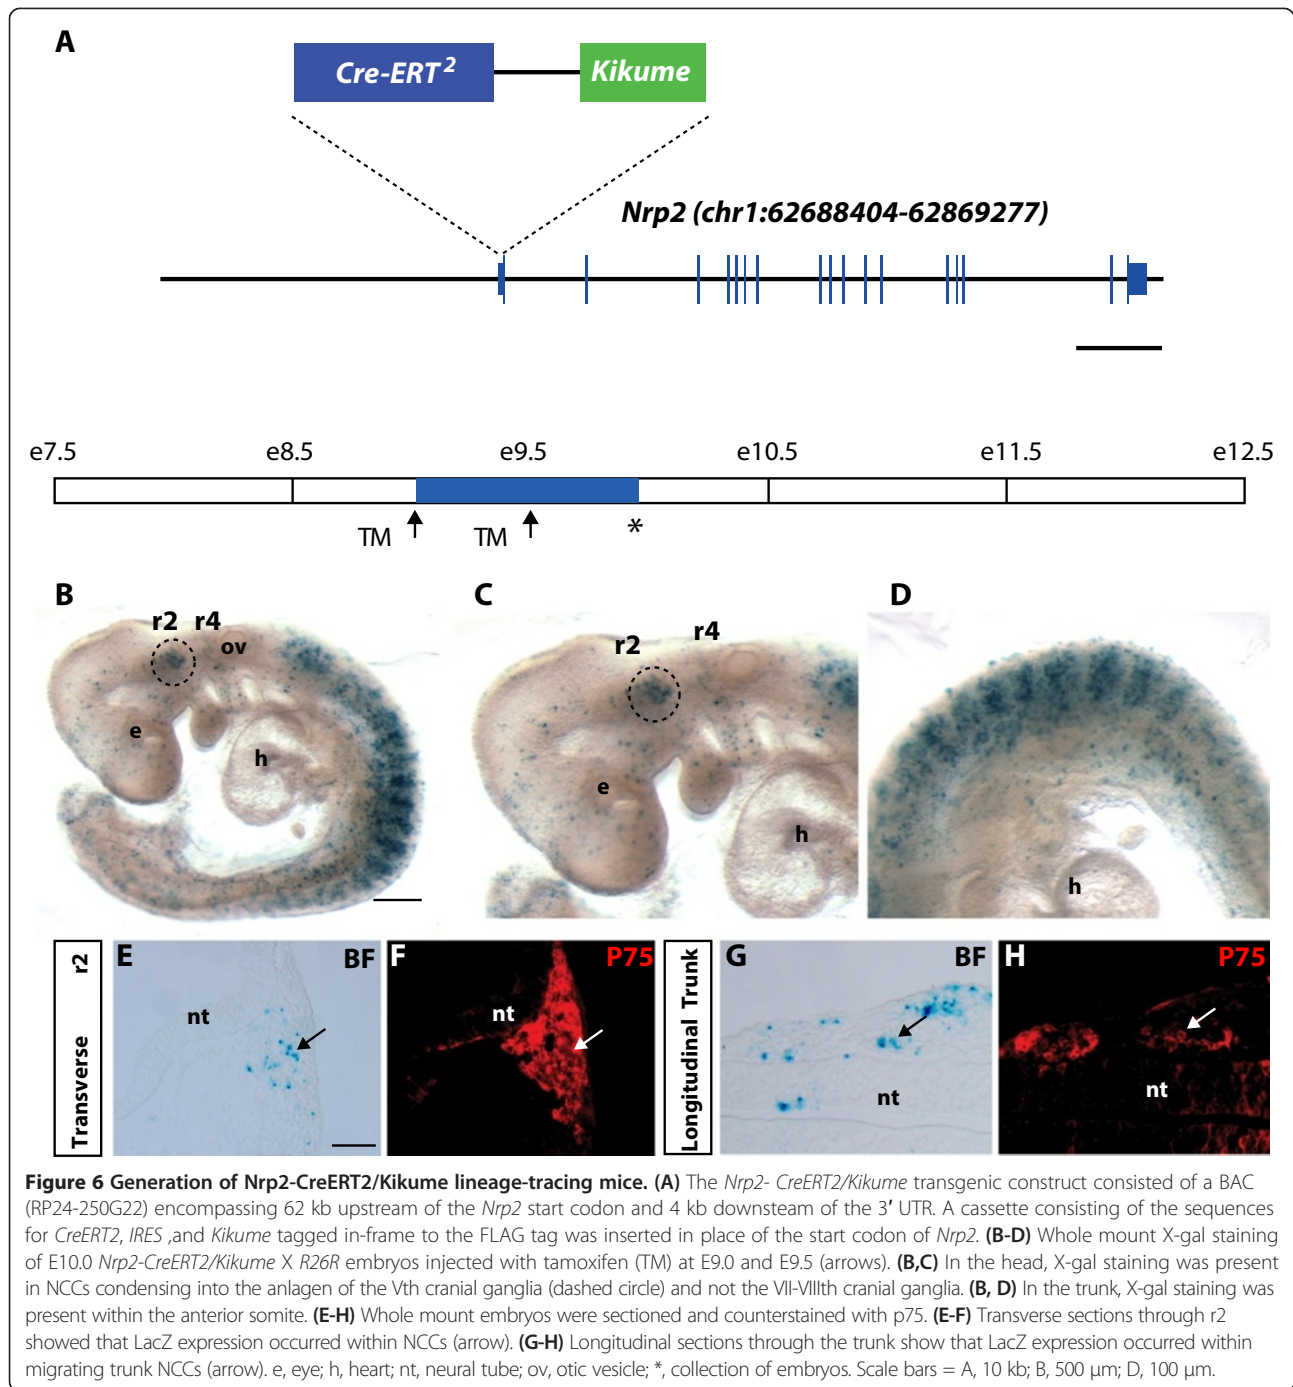 A
Cre-ERT²
Kikume
Nrp2 (chr1:62688404-62869277)
e7.5 e8.5 e9.5 e10.5 e11.5 e12.5
TM TM *
B C D
r2 r4 ov e h
r2 r4 e h
h
Transverse r2
E BF nt
F P75 nt
Longitudinal Trunk
G BF nt
H P75 nt
Figure 6 Generation of Nrp2-CreERT2/Kikume lineage-tracing mice. (A) The Nrp2- CreERT2/Kikume transgenic construct consisted of a BAC
(RP24-250G22) encompassing 62 kb upstream of the Nrp2 start codon and 4 kb downsteam of the 3′ UTR. A cassette consisting of the sequences
for CreERT2, IRES ,and Kikume tagged in-frame to the FLAG tag was inserted in place of the start codon of Nrp2. (B-D) Whole mount X-gal staining
of E10.0 Nrp2-CreERT2/Kikume X R26R embryos injected with tamoxifen (TM) at E9.0 and E9.5 (arrows). (B,C) In the head, X-gal staining was present
in NCCs condensing into the anlagen of the Vth cranial ganglia (dashed circle) and not the VII-VIIIth cranial ganglia. (B, D) In the trunk, X-gal staining was
present within the anterior somite. (E-H) Whole mount embryos were sectioned and counterstained with p75. (E-F) Transverse sections through r2
showed that LacZ expression occurred within NCCs (arrow). (G-H) Longitudinal sections through the trunk show that LacZ expression occurred within
migrating trunk NCCs (arrow). e, eye; h, heart; nt, neural tube; ov, otic vesicle; *, collection of embryos. Scale bars = A, 10 kb; B, 500 μm; D, 100 μm.